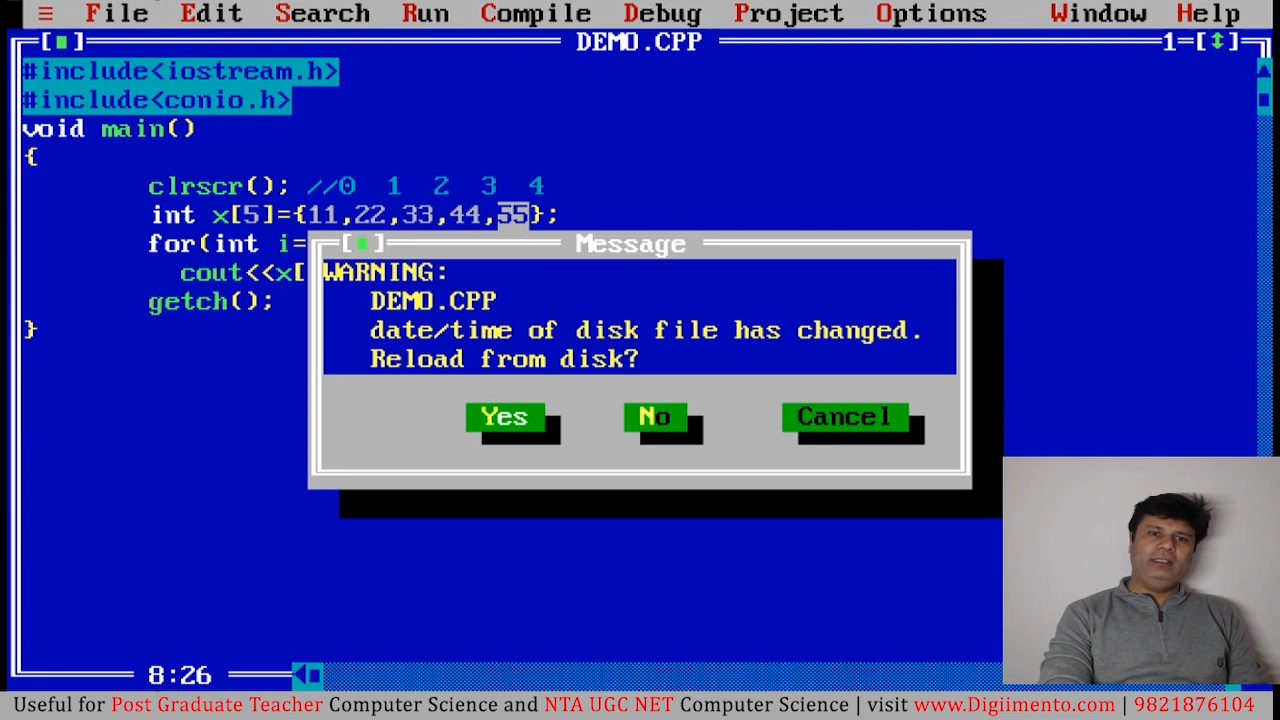 ≡ File Edit Search Run Compile Debug Project Options Window Help
[■] DEMO.CPP 1=[↕]
#include<iostream.h>
#include<conio.h>
void main()
{
clrscr(); //0 1 2 3 4
int x[5]={11,22,33,44,55};
for(int i=
cout<<x[
getch();
}
[■] Message
WARNING:
DEMO.CPP
date/time of disk file has changed.
Reload from disk?
Yes No Cancel
8:26
Useful for Post Graduate Teacher Computer Science and NTA UGC NET Computer Science | visit www.Digiimento.com | 9821876104